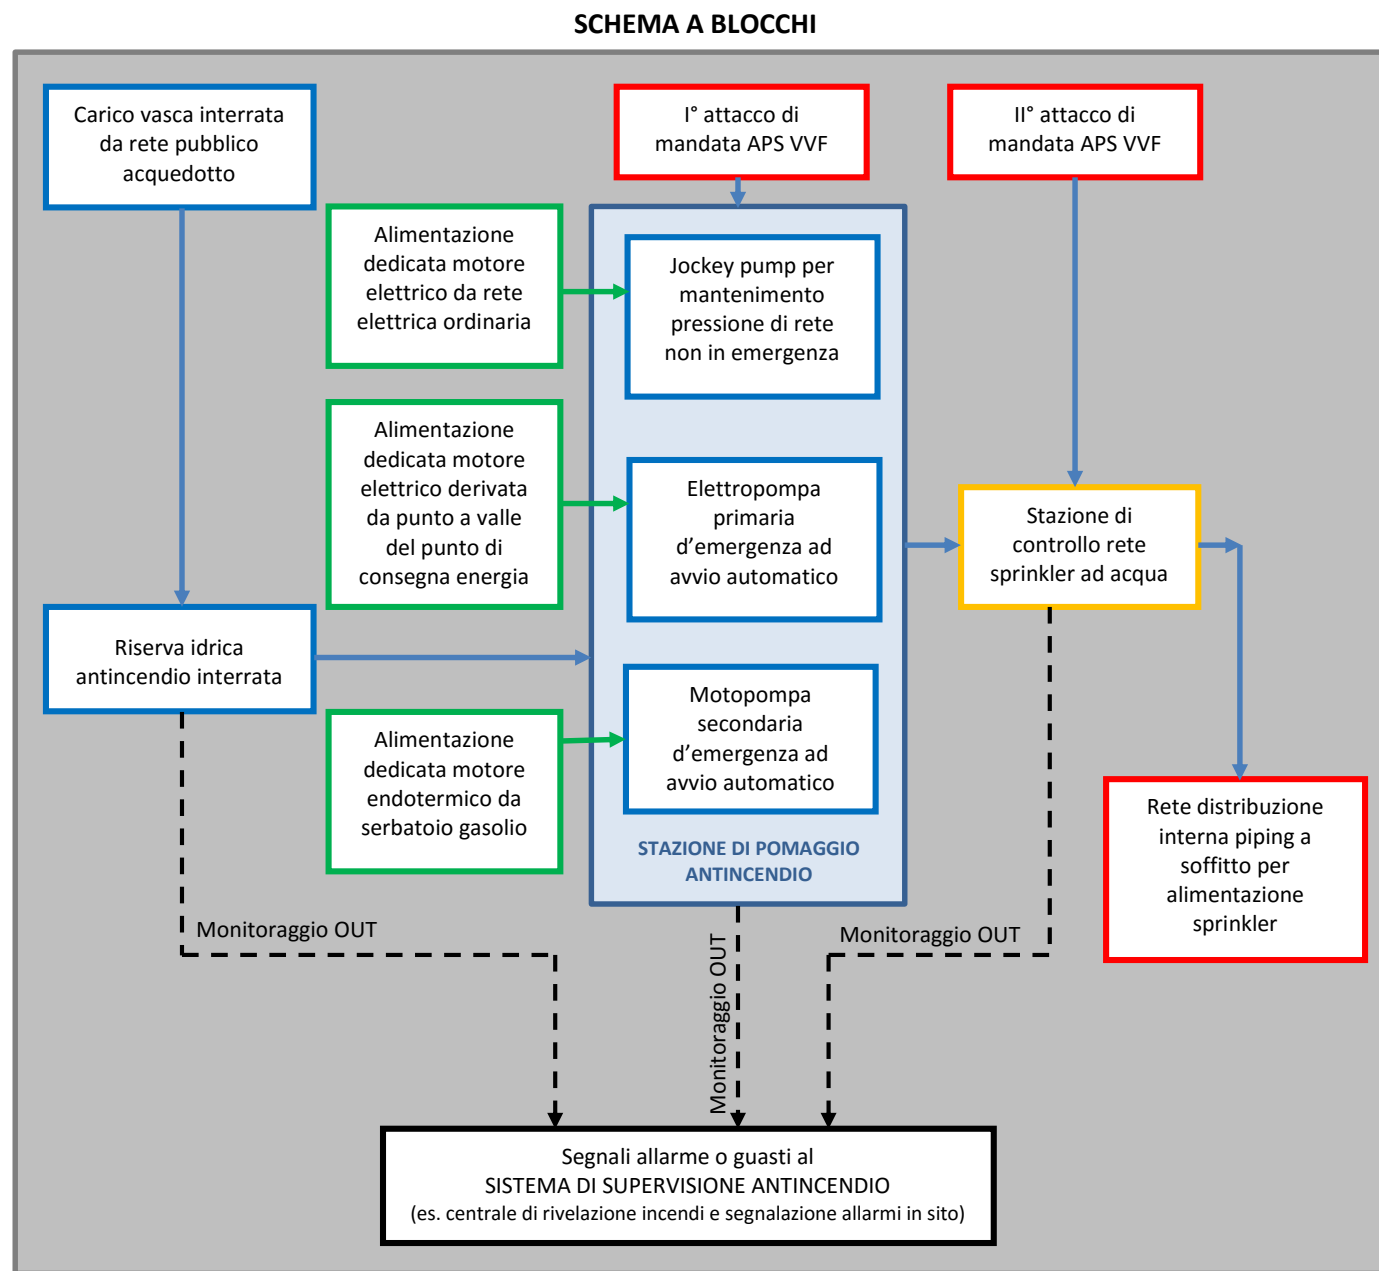 SCHEMA A BLOCCHI
Carico vasca interrata
da rete pubblico
acquedotto
I° attacco di
mandata APS VVF
II° attacco di
mandata APS VVF
Alimentazione
dedicata motore
elettrico da rete
elettrica ordinaria
Jockey pump per
mantenimento
pressione di rete
non in emergenza
Alimentazione
dedicata motore
elettrico derivata
da punto a valle
del punto di
consegna energia
Elettropompa
primaria
d’emergenza ad
avvio automatico
Stazione di
controllo rete
sprinkler ad acqua
Riserva idrica
antincendio interrata
Motopompa
secondaria
d’emergenza ad
avvio automatico
Alimentazione
dedicata motore
endotermico da
serbatoio gasolio
STAZIONE DI POMAGGIO
ANTINCENDIO
Rete distribuzione
interna piping a
soffitto per
alimentazione
sprinkler
Monitoraggio OUT
Monitoraggio OUT
Monitoraggio OUT
Segnali allarme o guasti al
SISTEMA DI SUPERVISIONE ANTINCENDIO
(es. centrale di rivelazione incendi e segnalazione allarmi in sito)